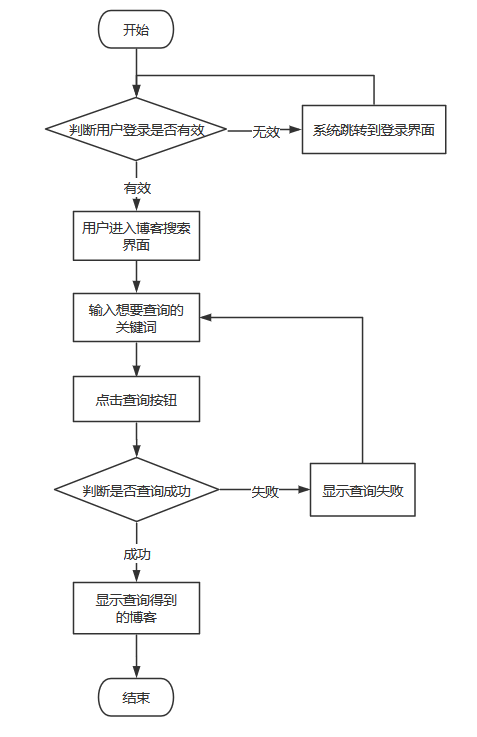 开始
判断用户登录是否有效
无效
系统跳转到登录界面
有效
用户进入博客搜索
界面
输入想要查询的
关键词
点击查询按钮
判断是否查询成功
失败
显示查询失败
成功
显示查询得到
的博客
结束